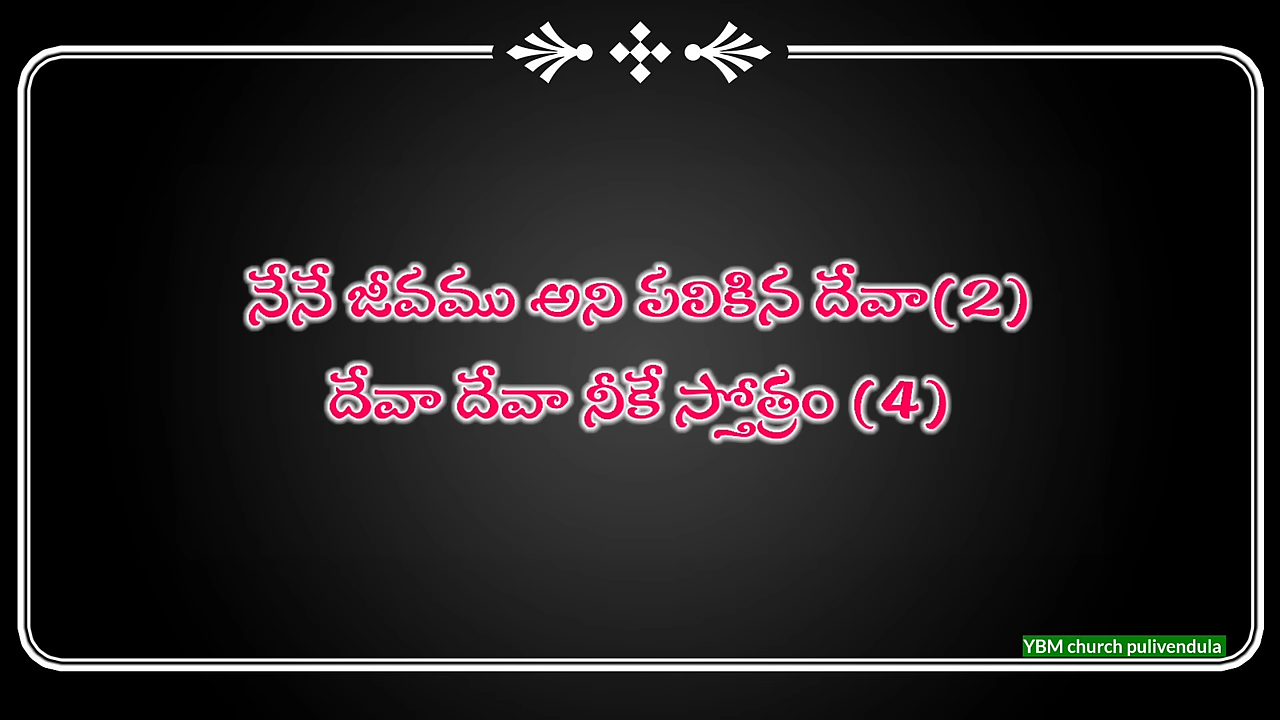 నేనే జీవము అని పలికిన దేవా(2)
దేవా దేవా నీకే స్తోత్రం (4)
YBM church pulivendula